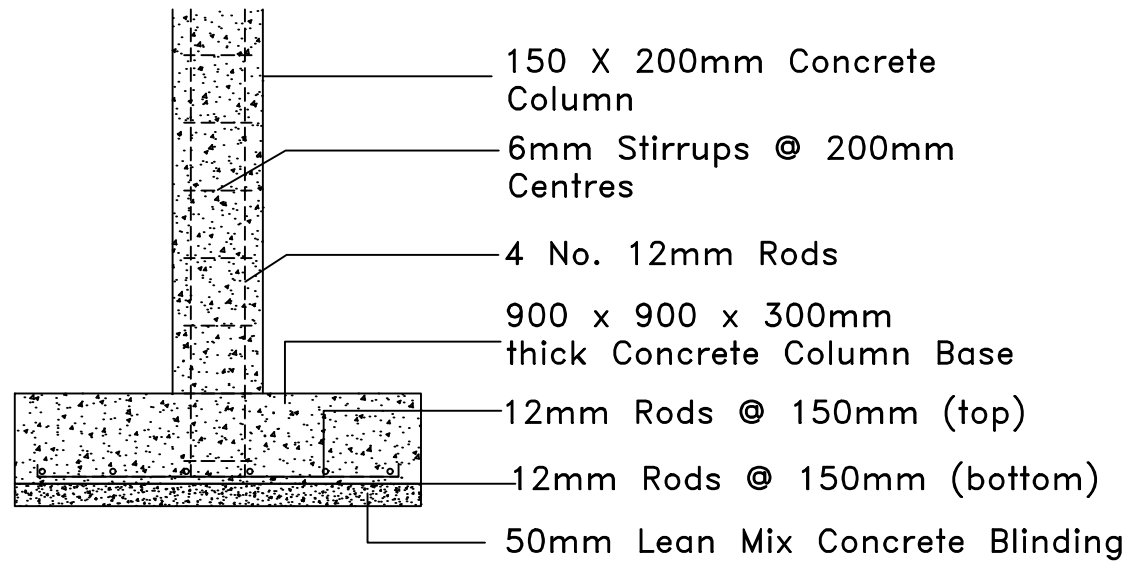 150 X 200mm Concrete
Column
6mm Stirrups @ 200mm
Centres
4 No. 12mm Rods
900 x 900 x 300mm
thick Concrete Column Base
12mm Rods @ 150mm (top)
12mm Rods @ 150mm (bottom)
50mm Lean Mix Concrete Blinding